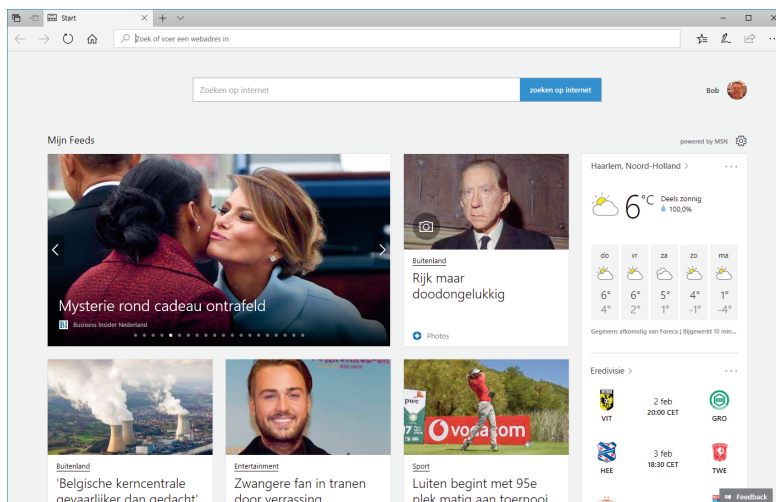 Start
Zoek of voer een webadres in
Zoeken op internet
zoeken op internet
Bob
Mijn Feeds
powered by MSN
Mysterie rond cadeau ontrafeld
BI Business Insider Nederland
Buitenland
Rijk maar
doodongelukkig
Photos
Haarlem, Noord-Holland >
6°C Deels zonnig
100,0%
do vr za zo ma
6° 6° 5° 4° 1°
4° 2° 1° -1° -4°
Gegevens afkomstig van Foreca | Bijgewerkt 10 min...
Eredivisie >
2 feb
20:00 CET
VIT GRO
3 feb
18:30 CET
HEE TWE
Buitenland
'Belgische kerncentrale
gevaarlijker dan gedacht'
Entertainment
Zwangere fan in tranen
door verrassing
pwc
vodacom
Sport
Luiten begint met 95e
plek matig aan toernooi
Feedback